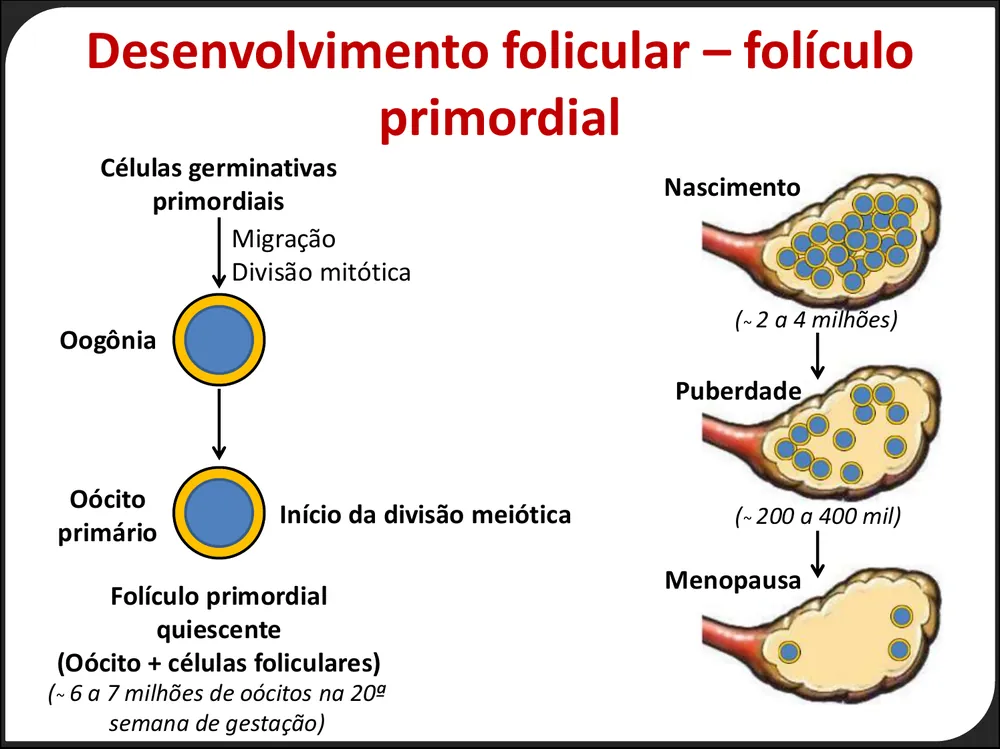 Desenvolvimento folicular – folículo
primordial
Células germinativas
primordiais
Migração
Divisão mitótica
Oogônia
Oócito
primário
Início da divisão meiótica
Folículo primordial
quiescente
(Oócito + células foliculares)
(~ 6 a 7 milhões de oócitos na 20ª
semana de gestação)
Nascimento
(~ 2 a 4 milhões)
Puberdade
(~ 200 a 400 mil)
Menopausa